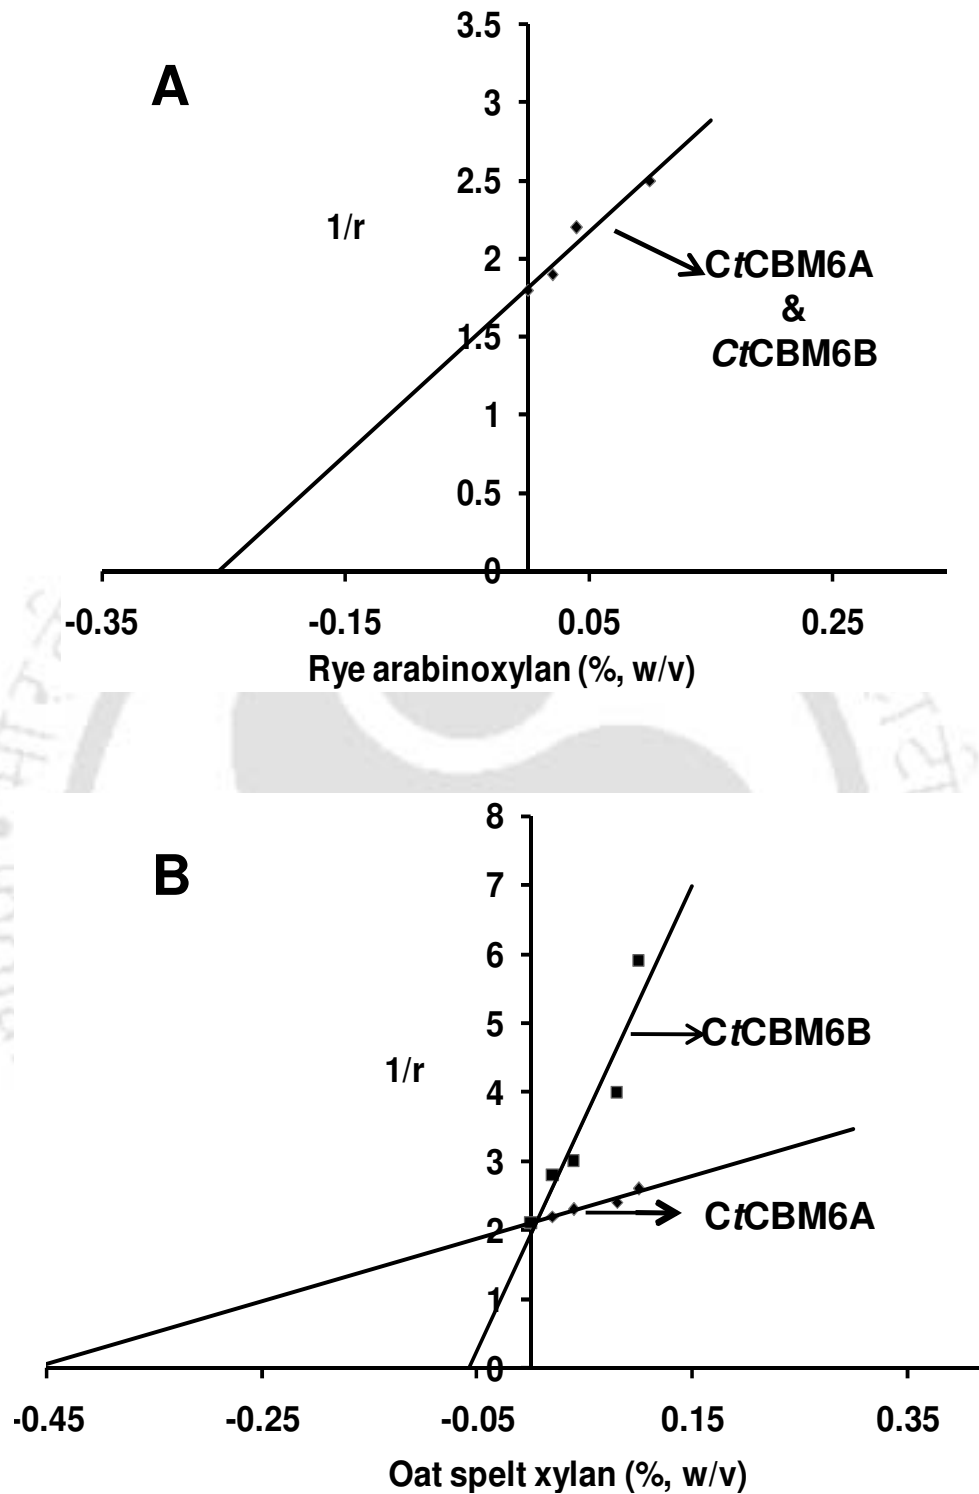 A
3.5
3
2.5
2
1.5
1
0.5
0
1/r
CtCBM6A
&
CtCBM6B
-0.35 -0.15 0.05 0.25
Rye arabinoxylan (%, w/v)
B
8
7
6
5
4
3
2
1
0
1/r
CtCBM6B
CtCBM6A
-0.45 -0.25 -0.05 0.15 0.35
Oat spelt xylan (%, w/v)